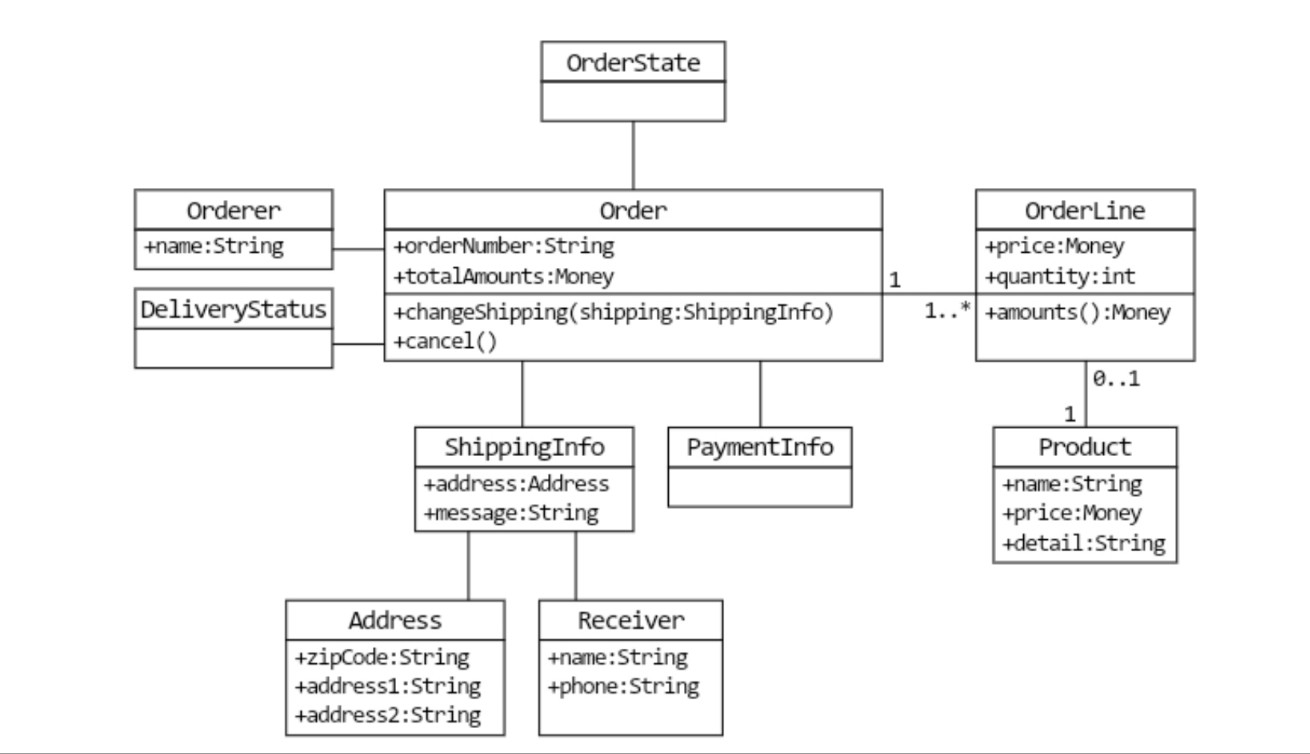 OrderState
Orderer
+name:String
DeliveryStatus
Order
+orderNumber:String
+totalAmounts:Money
+changeShipping(shipping:ShippingInfo)
+cancel()
1
1..*
OrderLine
+price:Money
+quantity:int
+amounts():Money
0..1
1
ShippingInfo
+address:Address
+message:String
PaymentInfo
Product
+name:String
+price:Money
+detail:String
Address
+zipCode:String
+address1:String
+address2:String
Receiver
+name:String
+phone:String